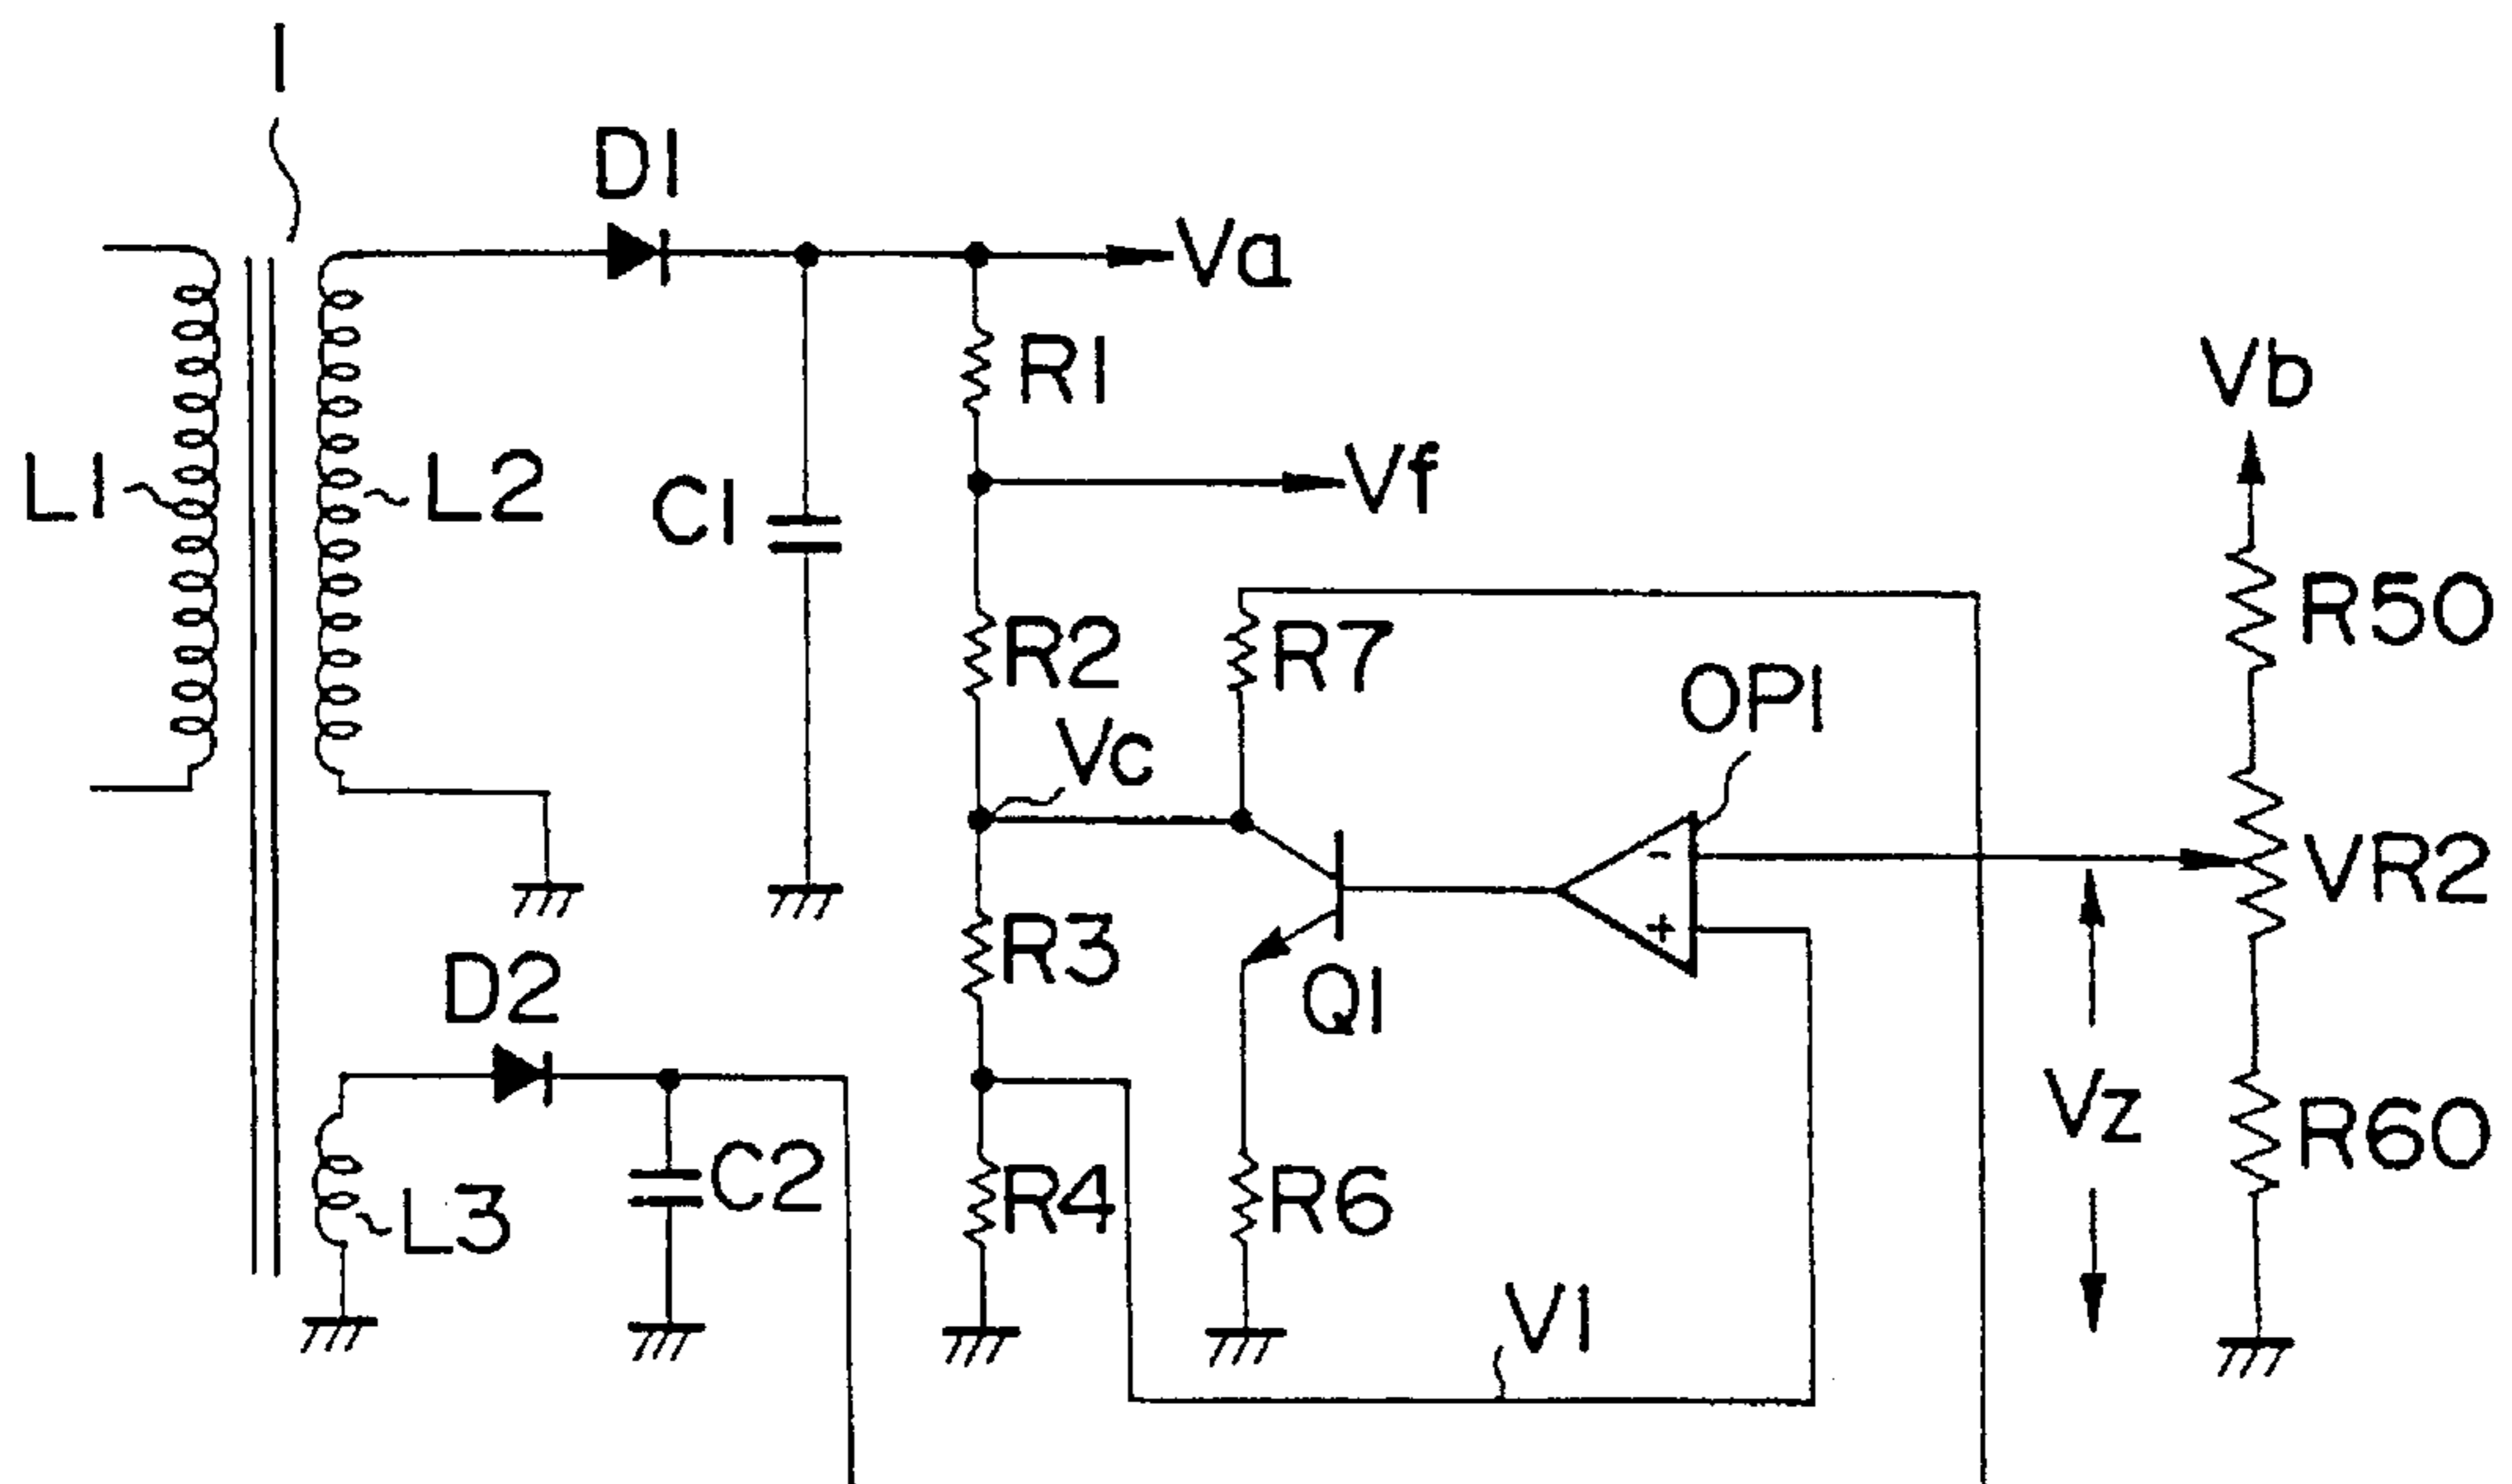 1
D1
Va
R1
Vb
L1
L2
C1
Vf
R50
R2
R7
OP1
Vc
-
VR2
+
R3
D2
Q1
Vz
R60
C2
L3
R4
R6
V1